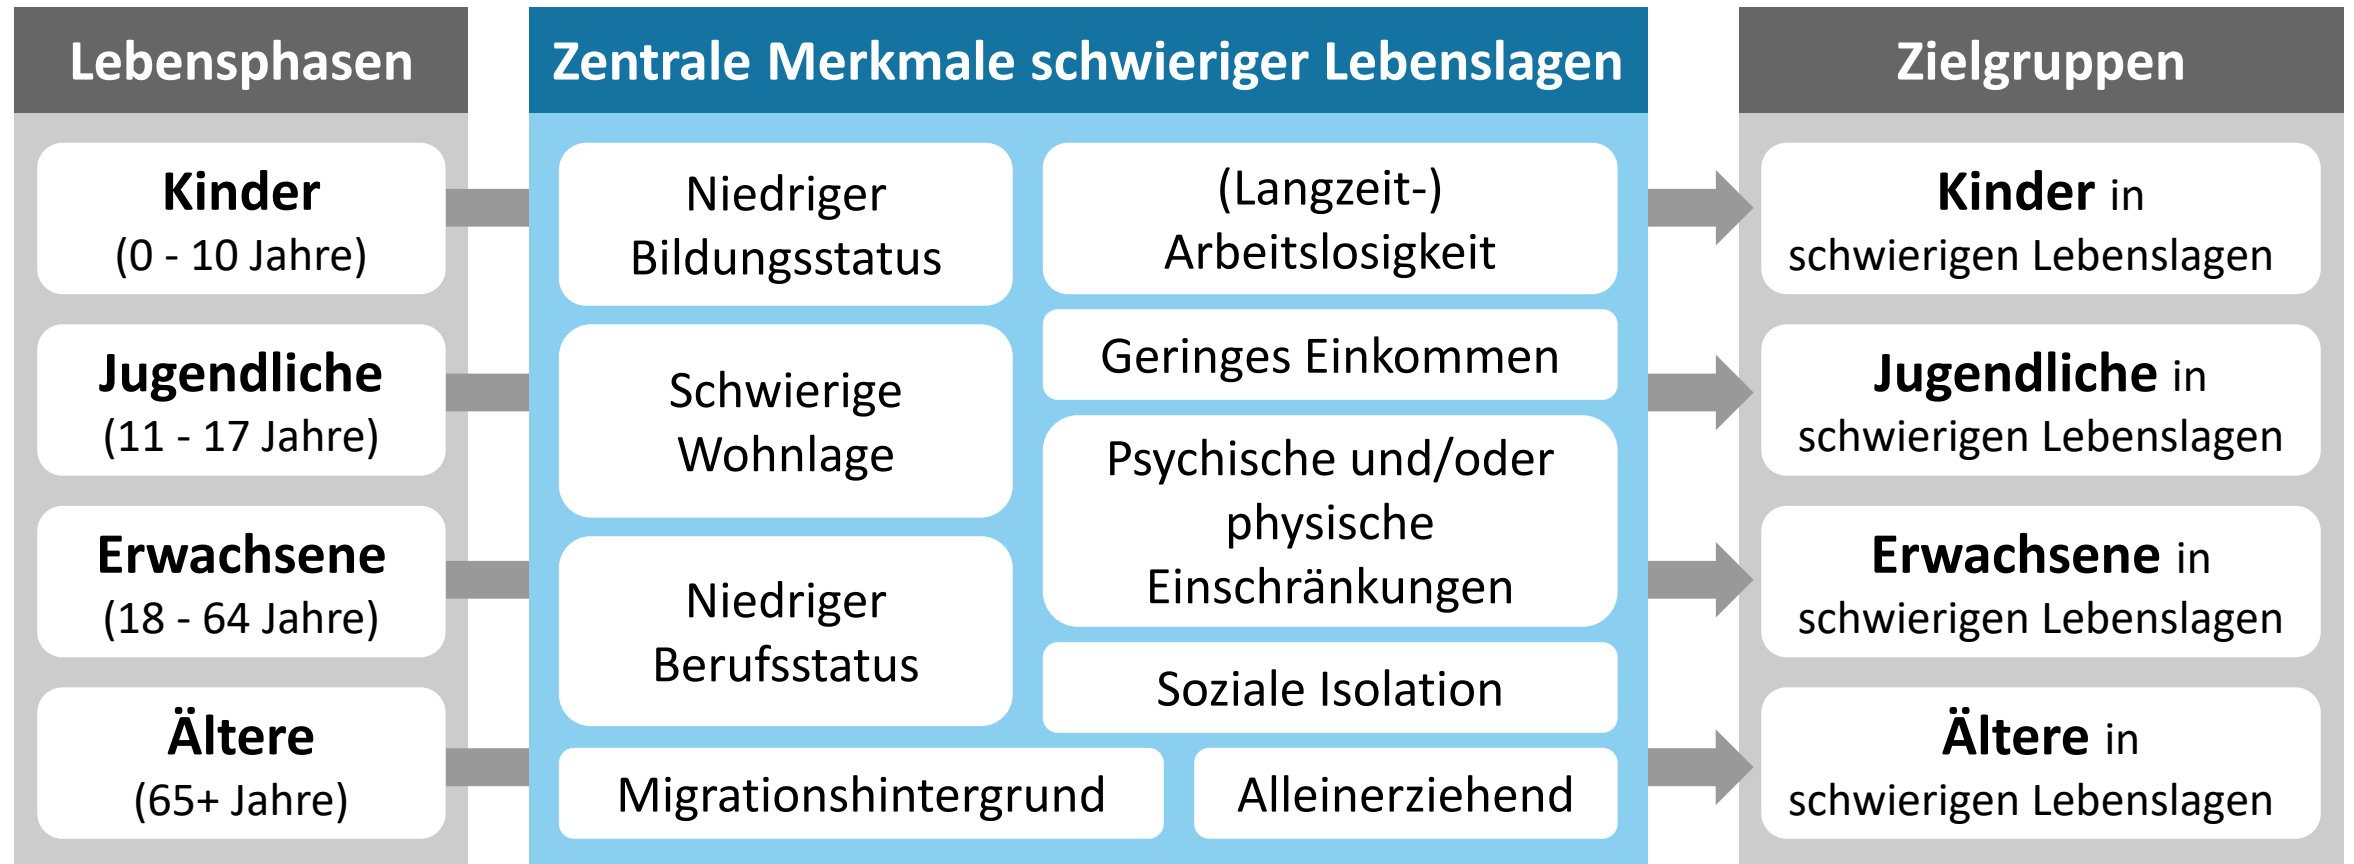 Lebensphasen
Kinder
(0 - 10 Jahre)
Jugendliche
(11 - 17 Jahre)
Erwachsene
(18 - 64 Jahre)
Ältere
(65+ Jahre)
Zentrale Merkmale schwieriger Lebenslagen
Niedriger
Bildungsstatus
Schwierige
Wohnlage
Niedriger
Berufsstatus
(Langzeit-)
Arbeitslosigkeit
Geringes Einkommen
Psychische und/oder
physische
Einschränkungen
Soziale Isolation
Migrationshintergrund
Alleinerziehend
Zielgruppen
Kinder in
schwierigen Lebenslagen
Jugendliche in
schwierigen Lebenslagen
Erwachsene in
schwierigen Lebenslagen
Ältere in
schwierigen Lebenslagen